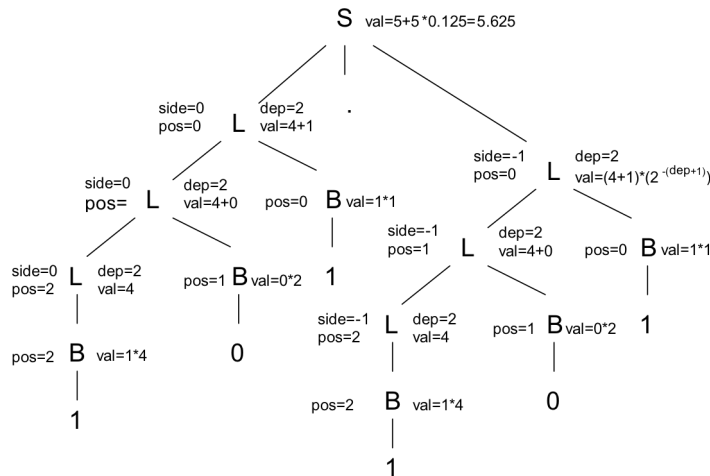 S val=5+5*0.125=5.625
side=0 dep=2
pos=0 L val=4+1
.
side=-1 dep=2
pos=0 L val=(4+1)*(2 -(dep+1))
side=0 dep=2
pos= L val=4+0
pos=0 B val=1*1
side=-1 dep=2
pos=1 L val=4+0
pos=0 B val=1*1
side=0 dep=2
pos=2 L val=4
pos=1 B val=0*2
1
side=-1 dep=2
pos=2 L val=4
pos=1 B val=0*2
1
pos=2 B val=1*4
0
pos=2 B val=1*4
0
1
1